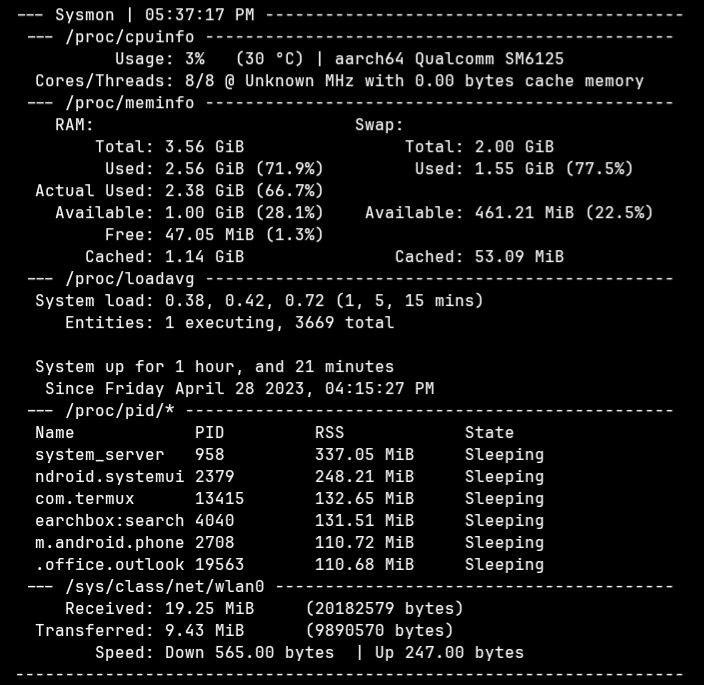 --- Sysmon | 05:37:17 PM ------------------------------------------
--- /proc/cpuinfo -----------------------------------------------
Usage: 3%   (30 °C) | aarch64 Qualcomm SM6125
Cores/Threads: 8/8 @ Unknown MHz with 0.00 bytes cache memory
--- /proc/meminfo -----------------------------------------------
RAM:                          Swap:
Total: 3.56 GiB                Total: 2.00 GiB
Used: 2.56 GiB (71.9%)         Used: 1.55 GiB (77.5%)
Actual Used: 2.38 GiB (66.7%)
Available: 1.00 GiB (28.1%)    Available: 461.21 MiB (22.5%)
Free: 47.05 MiB (1.3%)
Cached: 1.14 GiB               Cached: 53.09 MiB
--- /proc/loadavg -----------------------------------------------
System load: 0.38, 0.42, 0.72 (1, 5, 15 mins)
Entities: 1 executing, 3669 total
System up for 1 hour, and 21 minutes
Since Friday April 28 2023, 04:15:27 PM
--- /proc/pid/* -------------------------------------------------
Name            PID         RSS            State
system_server   958         337.05 MiB     Sleeping
ndroid.systemui 2379        248.21 MiB     Sleeping
com.termux      13415       132.65 MiB     Sleeping
earchbox:search 4040        131.51 MiB     Sleeping
m.android.phone 2708        110.72 MiB     Sleeping
.office.outlook 19563       110.68 MiB     Sleeping
--- /sys/class/net/wlan0 ----------------------------------------
Received: 19.25 MiB     (20182579 bytes)
Transferred: 9.43 MiB      (9890570 bytes)
Speed: Down 565.00 bytes  | Up 247.00 bytes
-------------------------------------------------------------------